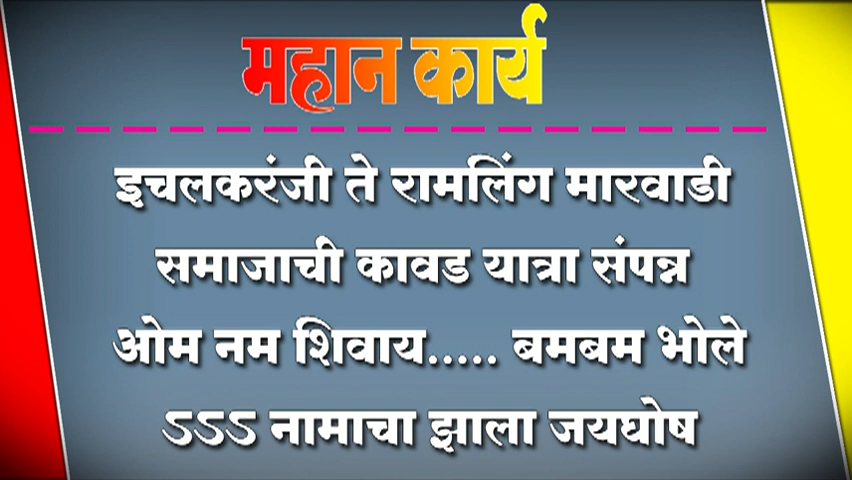 महान कार्य
इचलकरंजी ते रामलिंग मारवाडी
समाजाची कावड यात्रा संपन्न
ओम नम शिवाय..... बमबम भोले
ऽऽऽ नामाचा झाला जयघोष